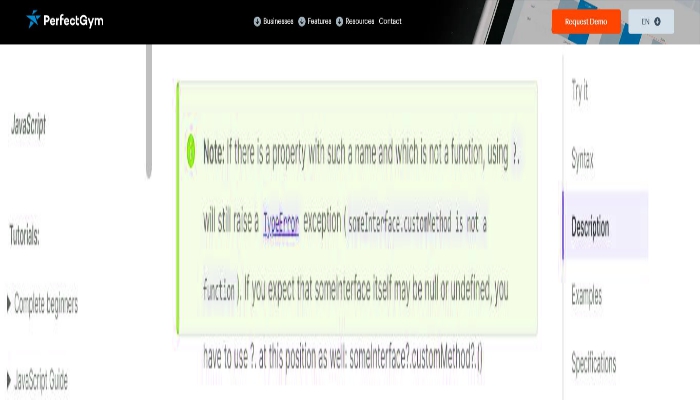 PerfectGym
Businesses Features Resources Contact
Request Demo
EN
JavaScript
Tutorials:
Complete beginners
JavaScript Guide
Note: If there is a property with such a name and which is not a function, using ?.
will still raise a TypeError exception (someInterface.customMethod is not a
function). If you expect that someInterface itself may be null or undefined, you
have to use ?. at this position as well: someInterface?.customMethod?.()
Try it
Syntax
Description
Examples
Specifications